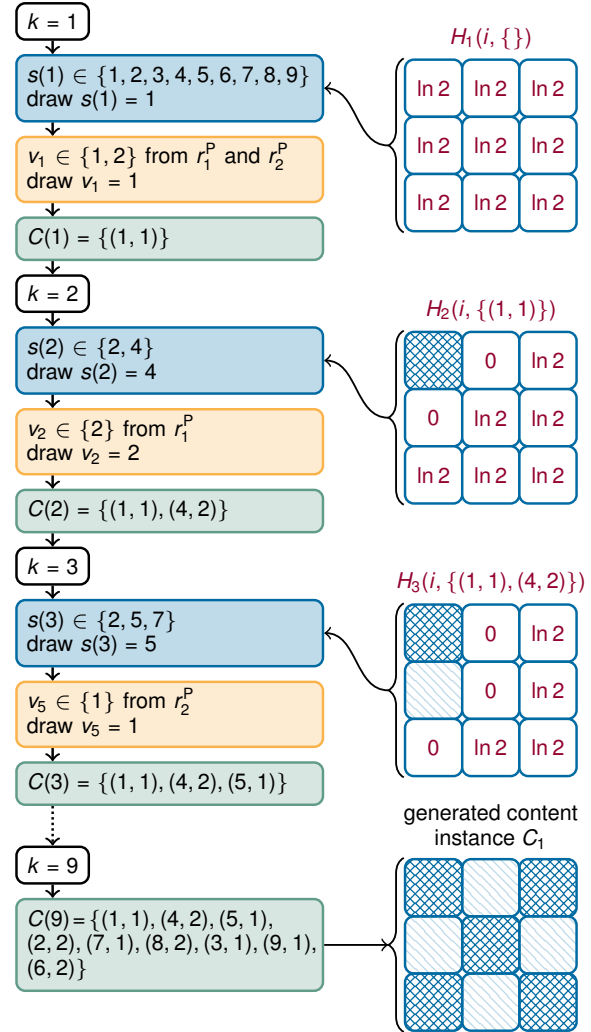 k = 1
s(1) ∈ {1, 2, 3, 4, 5, 6, 7, 8, 9}
draw s(1) = 1
v₁ ∈ {1, 2} from r₁ᴾ and r₂ᴾ
draw v₁ = 1
C(1) = {(1, 1)}
H₁(i, {})
ln 2 ln 2 ln 2
ln 2 ln 2 ln 2
ln 2 ln 2 ln 2
k = 2
s(2) ∈ {2, 4}
draw s(2) = 4
v₂ ∈ {2} from r₁ᴾ
draw v₂ = 2
C(2) = {(1, 1), (4, 2)}
H₂(i, {(1, 1)})
0 ln 2
0 ln 2 ln 2
ln 2 ln 2 ln 2
k = 3
s(3) ∈ {2, 5, 7}
draw s(3) = 5
v₅ ∈ {1} from r₂ᴾ
draw v₅ = 1
C(3) = {(1, 1), (4, 2), (5, 1)}
H₃(i, {(1, 1), (4, 2)})
0 ln 2
0 ln 2
0 ln 2 ln 2
k = 9
C(9) = {(1, 1), (4, 2), (5, 1),
(2, 2), (7, 1), (8, 2), (3, 1), (9, 1),
(6, 2)}
generated content
instance C₁